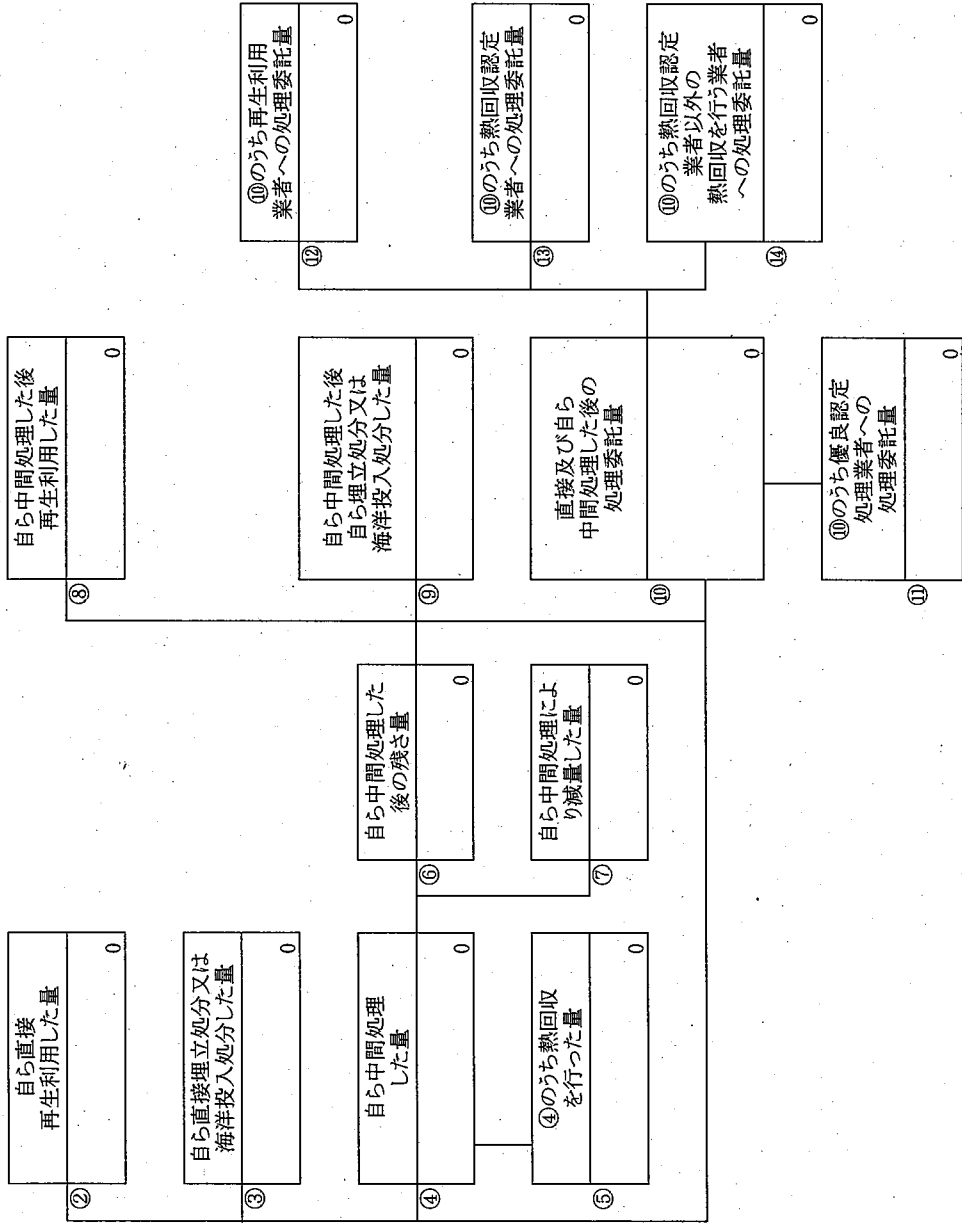 ②
自ら直接
再生利用した量
0
③
自ら直接埋立処分又は
海洋投入処分した量
0
④
自ら中間処理
した量
0
⑤
④のうち熱回収
を行った量
0
⑥
自ら中間処理した
後の残さ量
0
⑦
自ら中間処理によ
り減量した量
0
⑧
自ら中間処理した後
再生利用した量
0
⑨
自ら中間処理した後
自ら埋立処分又は
海洋投入処分した量
0
⑩
直接及び自ら
中間処理した後の
処理委託量
0
⑪
⑩のうち優良認定
処理業者への
処理委託量
0
⑫
⑩のうち再生利用
業者への処理委託量
0
⑬
⑩のうち熱回収認定
業者への処理委託量
0
⑭
⑩のうち熱回収認定
業者以外の
熱回収を行う業者
への処理委託量
0